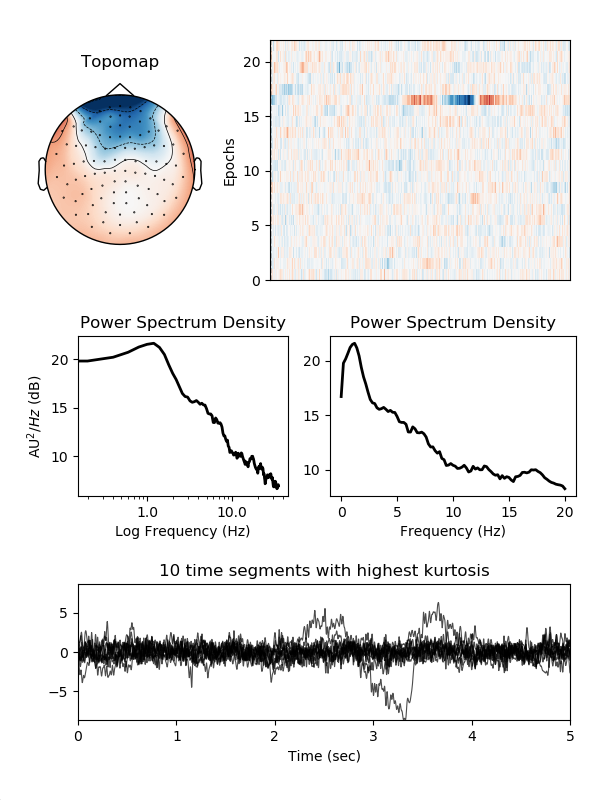 Topomap
Epochs
20
15
10
5
0
Power Spectrum Density
AU²/Hz (dB)
20
15
10
1.0 10.0
Log Frequency (Hz)
Power Spectrum Density
20
15
10
0 5 10 15 20
Frequency (Hz)
10 time segments with highest kurtosis
5
0
−5
0 1 2 3 4 5
Time (sec)